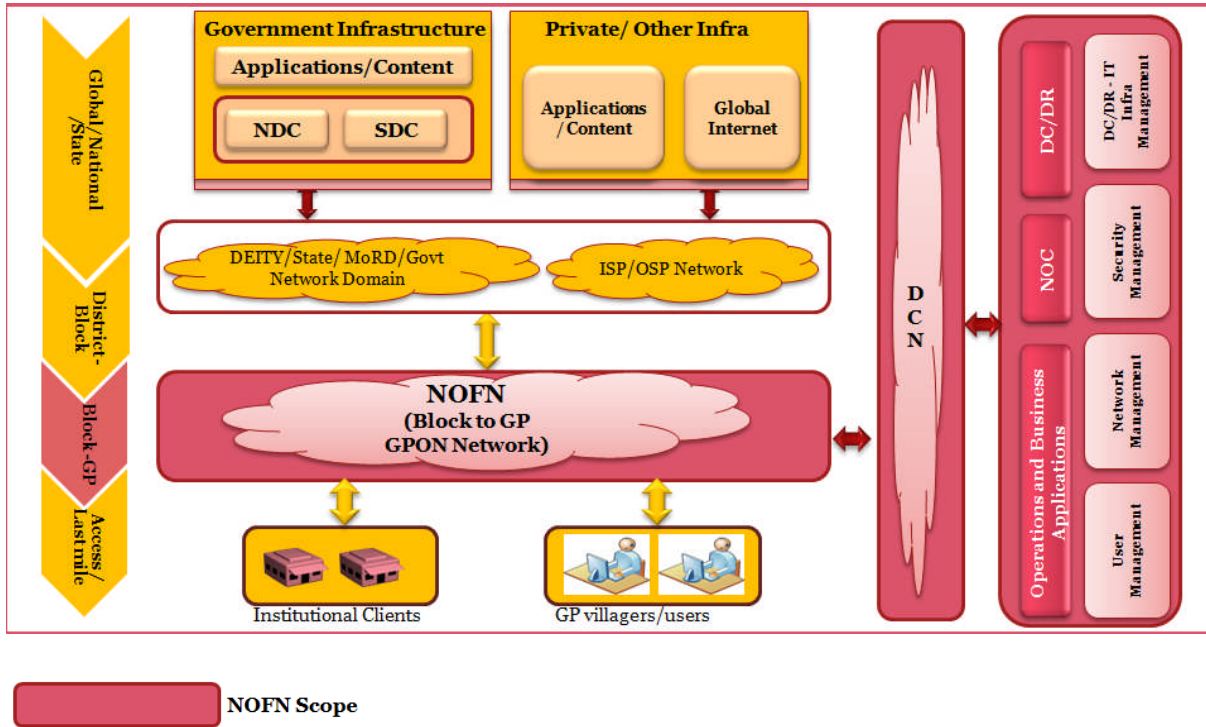 Global/National
/State
District-
Block
Block-GP
Access/
Last mile
Government Infrastructure
Applications/Content
NDC
SDC
Private/ Other Infra
Applications
/Content
Global
Internet
DEITY/State/ MoRD/Govt
Network Domain
ISP/OSP Network
NOFN
(Block to GP
GPON Network)
Institutional Clients
GP villagers/users
D
C
N
DC/DR
NOC
Operations and Business
Applications
DC/DR - IT
Infra
Management
Security
Management
Network
Management
User
Management
NOFN Scope